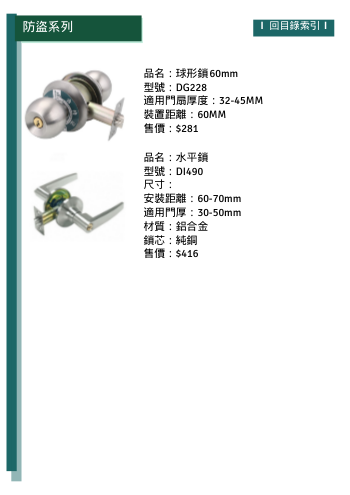 防盜系列
I 回目錄索引 I
品名：球形鎖60mm
型號：DG228
適用門扇厚度：32-45MM
裝置距離：60MM
售價：$281
品名：水平鎖
型號：DI490
尺寸：
安裝距離：60-70mm
適用門厚：30-50mm
材質：鋁合金
鎖芯：純銅
售價：$416